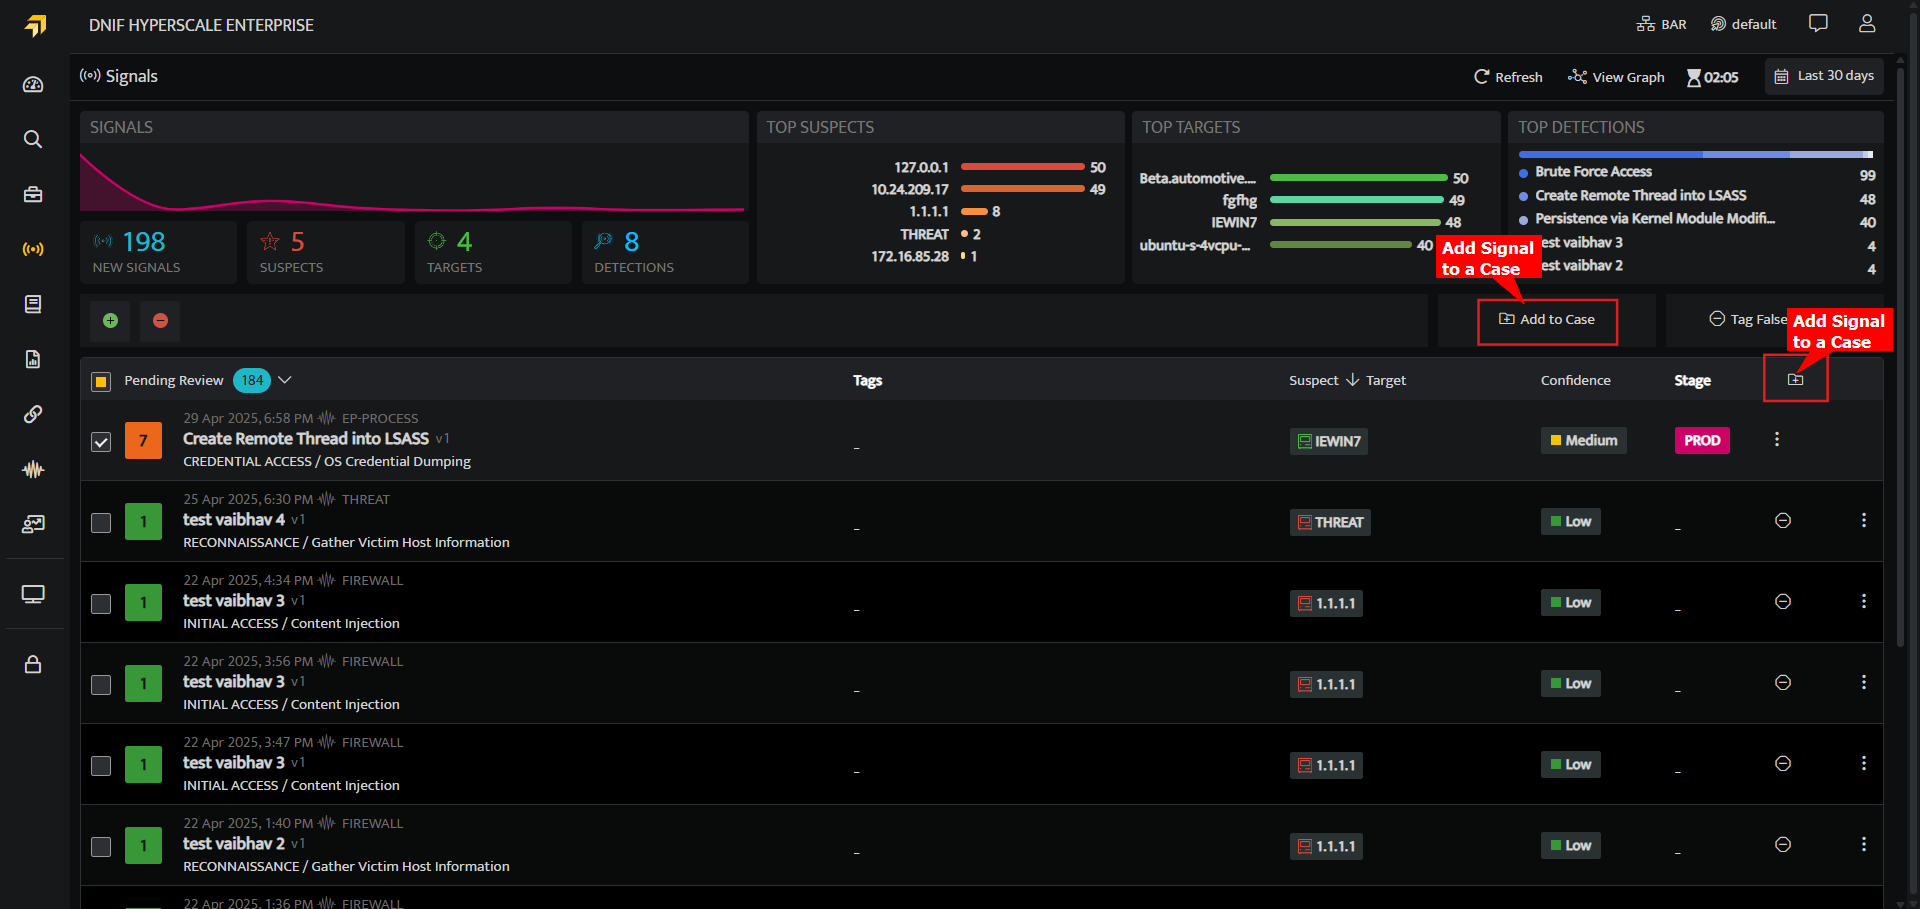 DNIF HYPERSCALE ENTERPRISE
BAR
default
Signals
Refresh
View Graph
02:05
Last 30 days
SIGNALS
198
NEW SIGNALS
5
SUSPECTS
4
TARGETS
8
DETECTIONS
TOP SUSPECTS
127.0.0.1 50
10.24.209.17 49
1.1.1.1 8
THREAT 2
172.16.85.28 1
TOP TARGETS
Beta.automotive.... 50
fgfhg 49
IEWIN7 48
ubuntu-s-4vcpu-... 40
TOP DETECTIONS
Brute Force Access 99
Create Remote Thread into LSASS 48
Persistence via Kernel Module Modifi... 40
est vaibhav 3 4
est vaibhav 2 4
Add Signal
to a Case
Add to Case
Tag False
Add Signal
to a Case
Pending Review 184
Tags
Suspect
Target
Confidence
Stage
29 Apr 2025, 6:58 PM EP-PROCESS
7 Create Remote Thread into LSASS v1
CREDENTIAL ACCESS / OS Credential Dumping
_
IEWIN7
Medium
PROD
25 Apr 2025, 6:30 PM THREAT
1 test vaibhav 4 v1
RECONNAISSANCE / Gather Victim Host Information
_
THREAT
Low
_
22 Apr 2025, 4:34 PM FIREWALL
1 test vaibhav 3 v1
INITIAL ACCESS / Content Injection
_
1.1.1.1
Low
_
22 Apr 2025, 3:56 PM FIREWALL
1 test vaibhav 3 v1
INITIAL ACCESS / Content Injection
_
1.1.1.1
Low
_
22 Apr 2025, 3:47 PM FIREWALL
1 test vaibhav 3 v1
INITIAL ACCESS / Content Injection
_
1.1.1.1
Low
_
22 Apr 2025, 1:40 PM FIREWALL
1 test vaibhav 2 v1
RECONNAISSANCE / Gather Victim Host Information
_
1.1.1.1
Low
_
22 Apr 2025, 1:36 PM FIREWALL